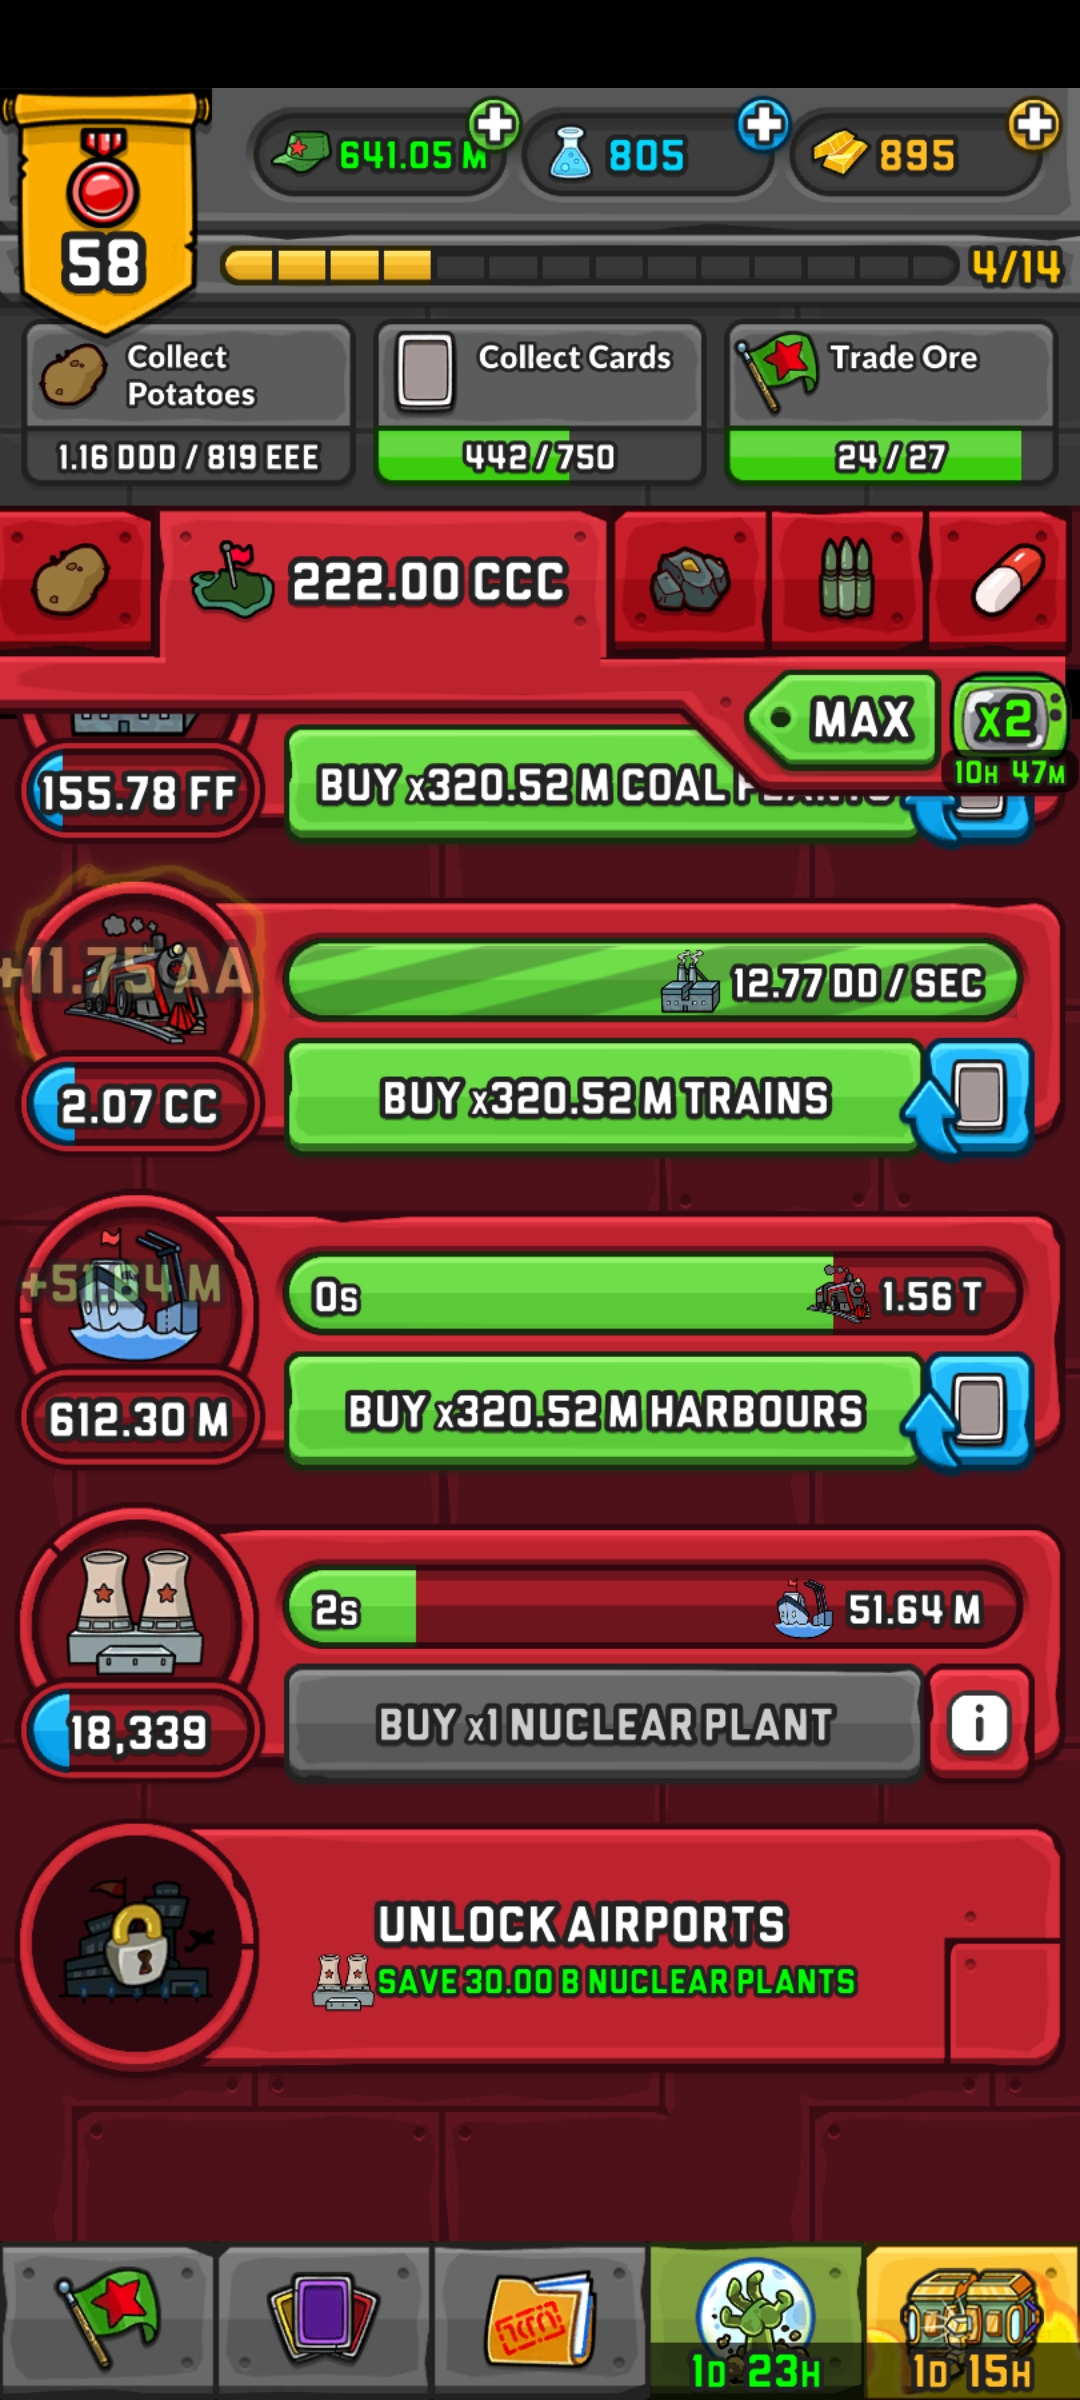 641.05 M
805
895
58
4/14
Collect
Potatoes
Collect Cards
Trade Ore
1.16 DDD / 819 EEE
442/750
24/27
222.00 CCC
MAX
x2
10H 47M
155.78 FF
BUY x320.52 M COAL PLANTS
+11.75 AA
12.77 DD / SEC
2.07 CC
BUY x320.52 M TRAINS
+51.64 M
0s
1.56 T
612.30 M
BUY x320.52 M HARBOURS
2s
51.64 M
18,339
BUY x1 NUCLEAR PLANT
i
UNLOCK AIRPORTS
SAVE 30.00 B NUCLEAR PLANTS
1D 23H
1D 15H